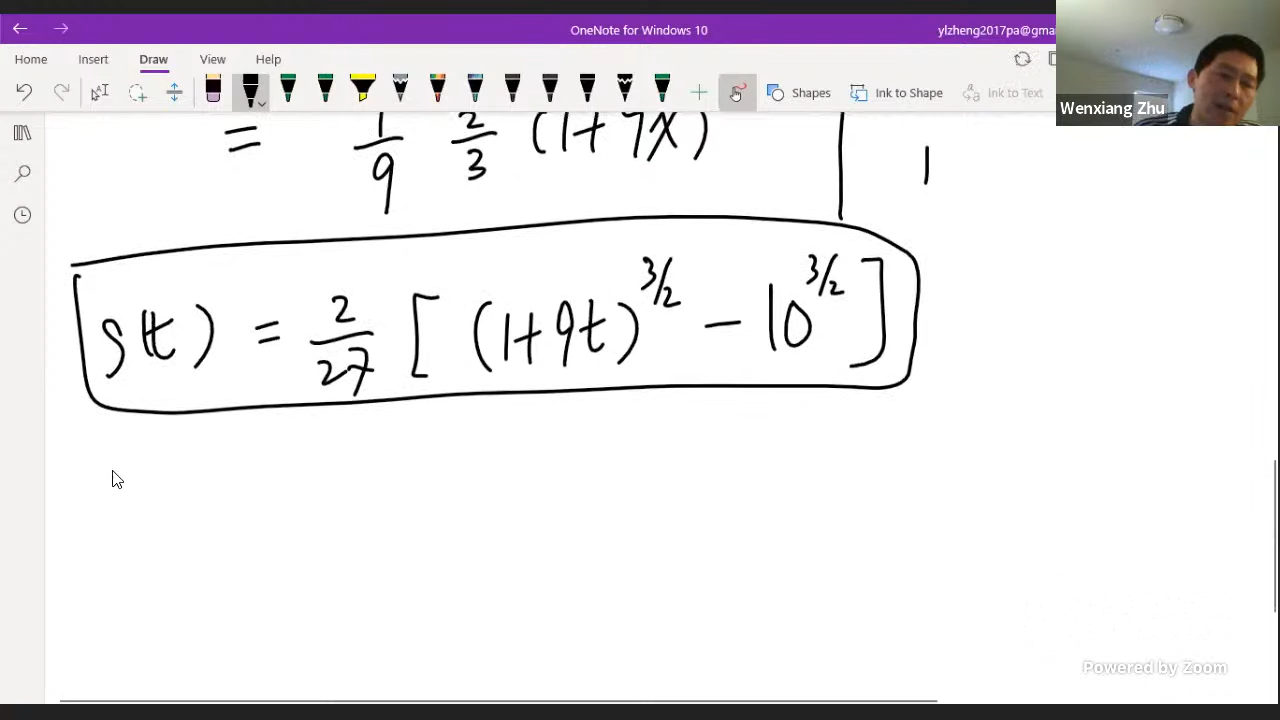 OneNote for Windows 10
ylzheng2017pa@gma
Home Insert Draw View Help
Shapes Ink to Shape Ink to Text
Wenxiang Zhu
= 1/9 2/3 (1+9x) | 1
s(t) = 2/27 [ (1+9t)^3/2 - 10^3/2 ]
Powered by Zoom